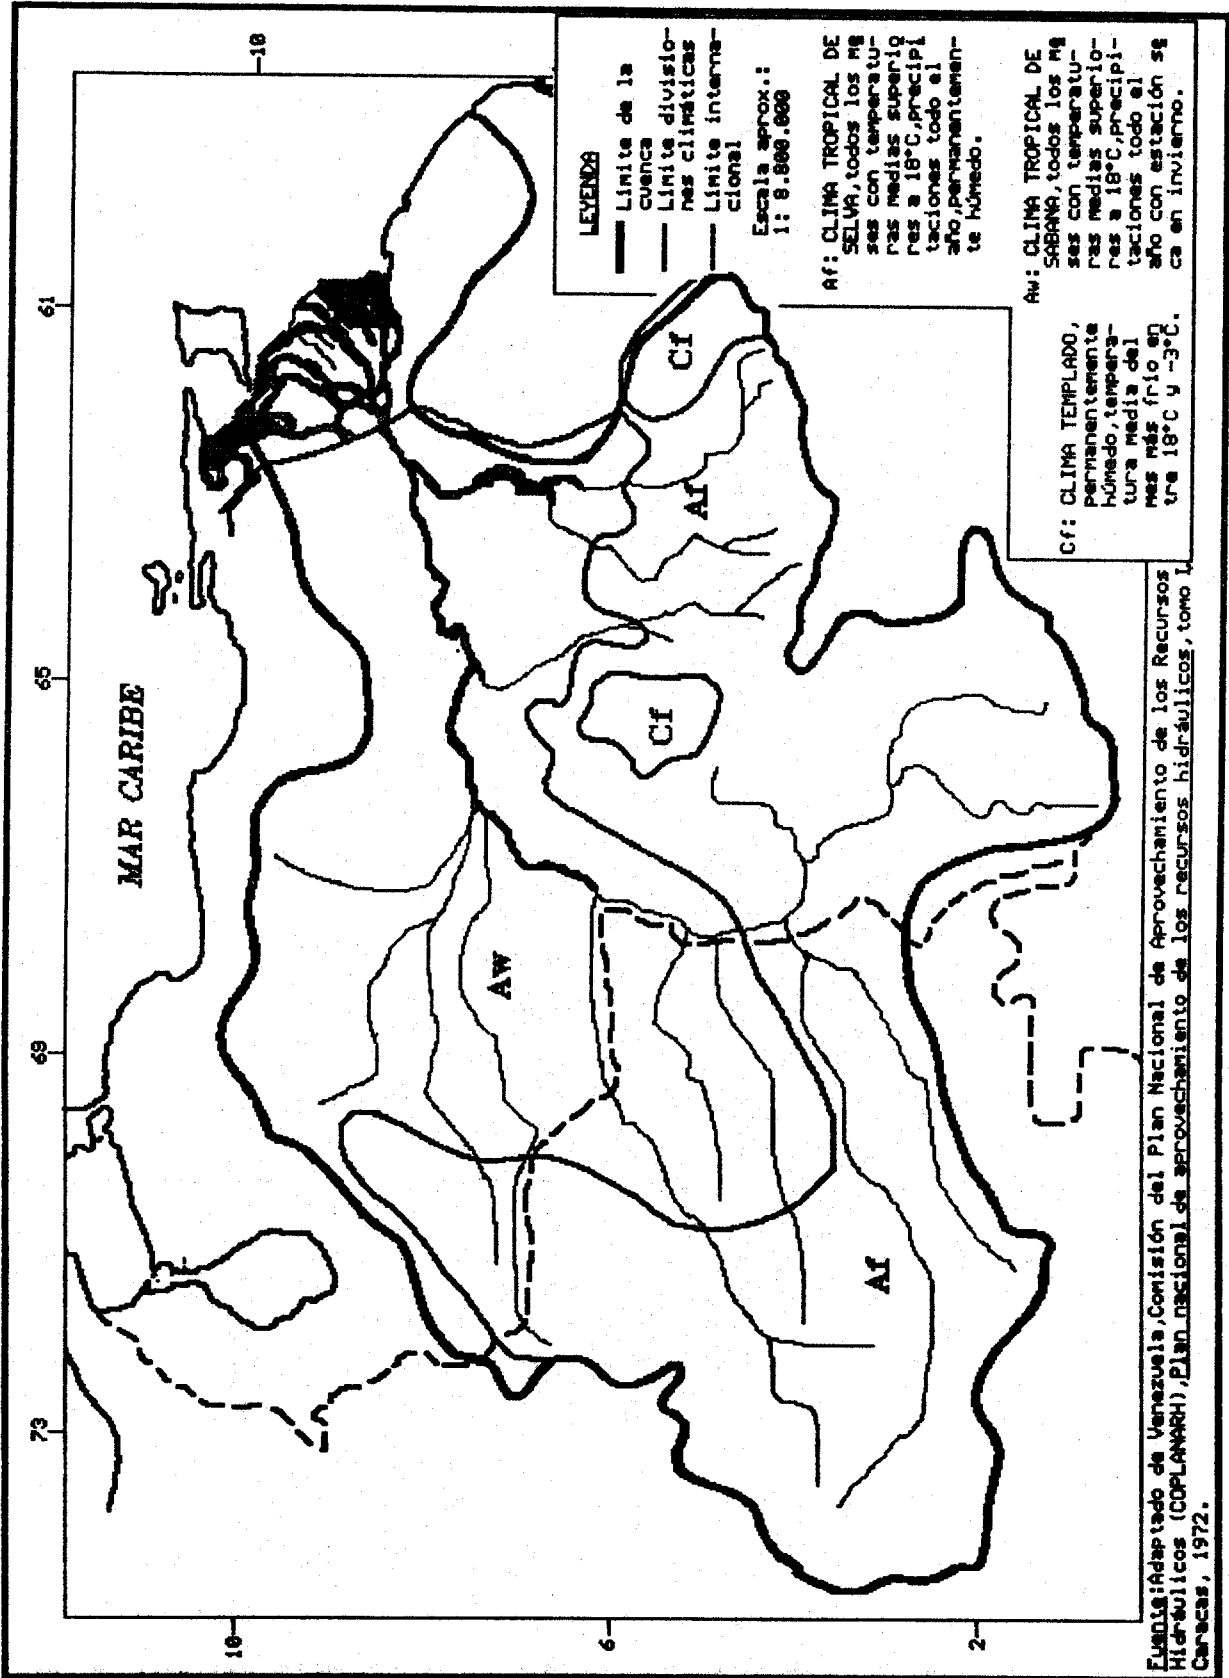 73
69
65
61
10
10
6
2
MAR CARIBE
Cf
Af
Cf
Aw
Af
LEYENDA
Limite de la
cuenca
Limite divisio-
nes climáticas
Limite interna-
cional
Escala aprox.:
1: 8.800.000
Af: CLIMA TROPICAL DE
SELVA, todos los me
ses con temperatu-
ras medias superio
res a 18°C, precipi
taciones todo el
año, permanentemen-
te húmedo.
Aw: CLIMA TROPICAL DE
SABANA, todos los me
ses con temperatu-
ras medias superio-
res a 18°C, precipi-
taciones todo el
año con estación se
ca en invierno.
Cf: CLIMA TEMPLADO,
permanentemente
húmedo, tempera-
tura media del
mes más frio en
tre 18°C y -3°C.
Fuente: Adaptado de Venezuela, Comisión del Plan Nacional de Aprovechamiento de los Recursos
Hidráulicos (COPLANARH), Plan nacional de aprovechamiento de los recursos hidráulicos, tomo I
Caracas, 1972.